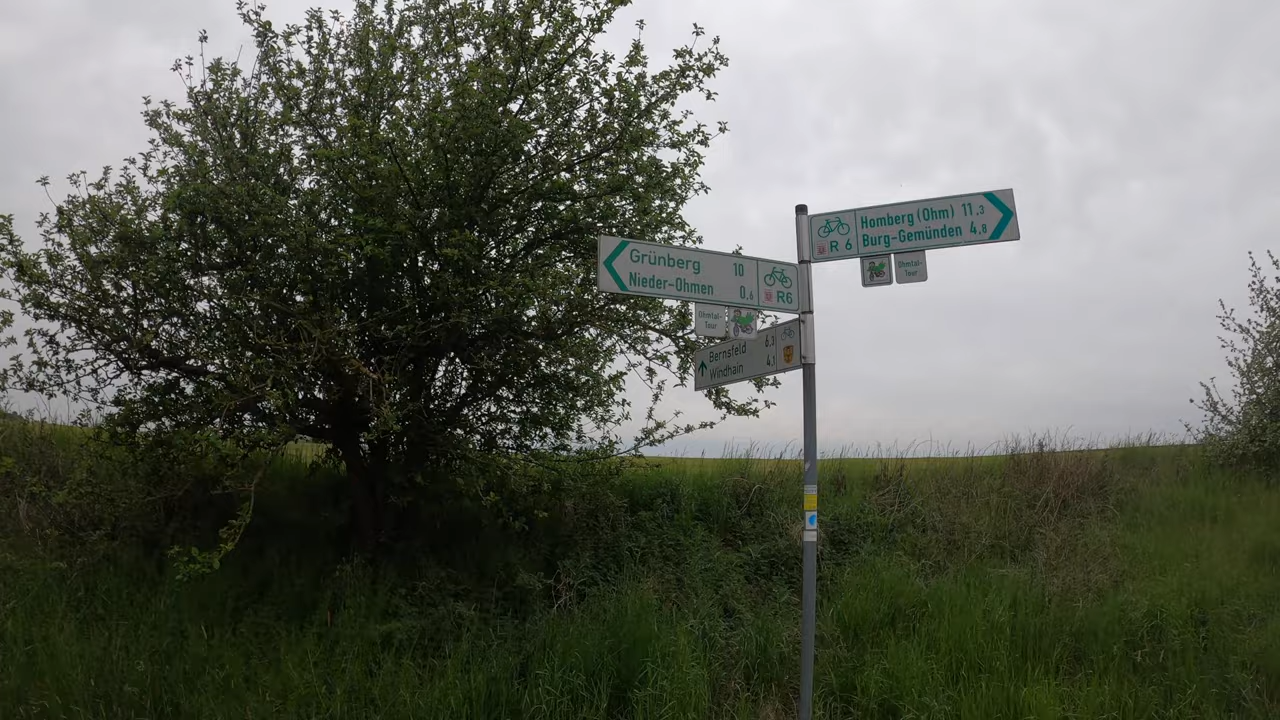 Grünberg 10
Nieder-Ohmen 0,6
R6
Ohmtal-
Tour
Bernsfeld 6,3
Windhain 4,1
R 6
Homberg (Ohm) 11,3
Burg-Gemünden 4,8
Ohmtal-
Tour